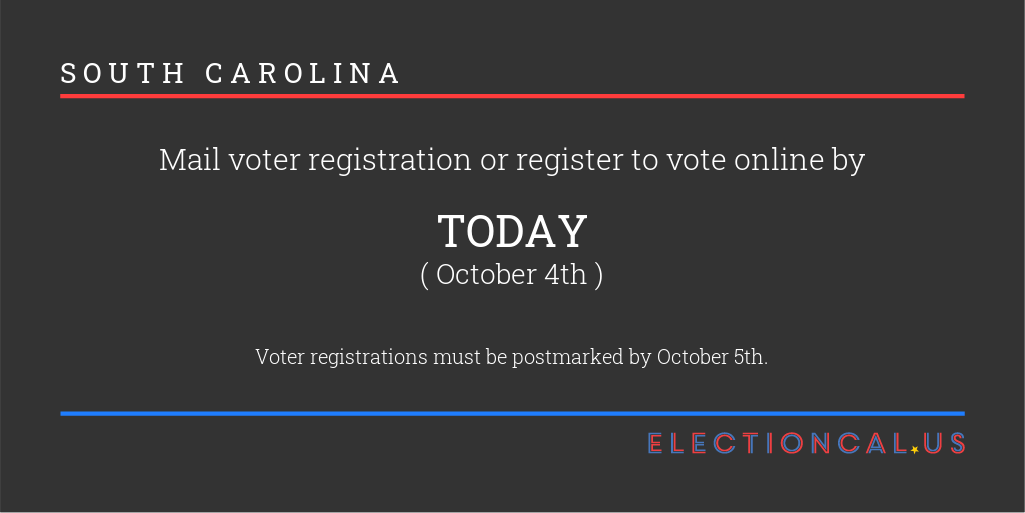 SOUTH CAROLINA
Mail voter registration or register to vote online by
TODAY
( October 4th )
Voter registrations must be postmarked by October 5th.
ELECTIONCAL.US